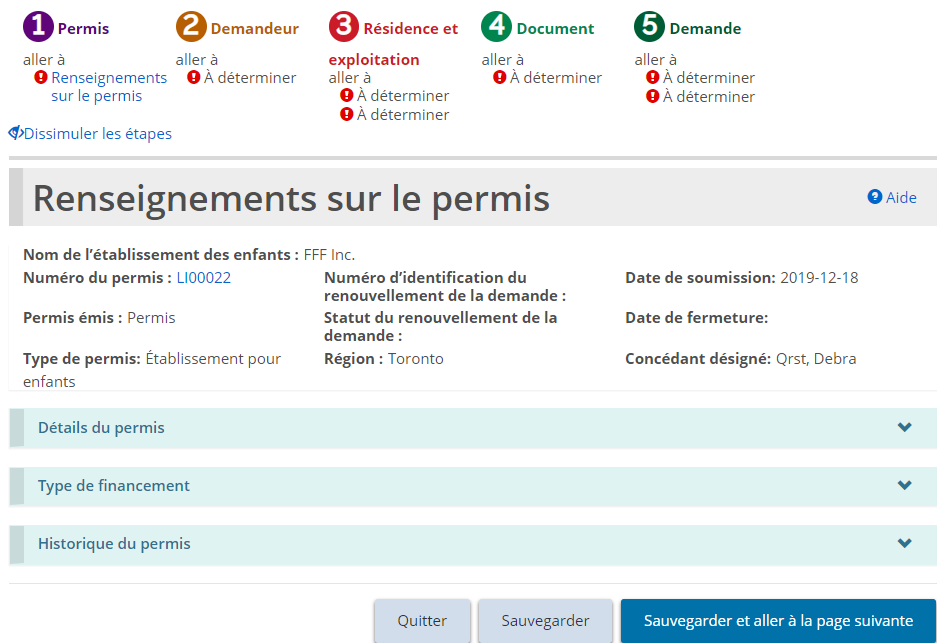 1 Permis
2 Demandeur
3 Résidence et
exploitation
4 Document
5 Demande
aller à
Renseignements
sur le permis
aller à
À déterminer
aller à
À déterminer
À déterminer
aller à
À déterminer
aller à
À déterminer
À déterminer
Dissimuler les étapes
Renseignements sur le permis
Aide
Nom de l’établissement des enfants : FFF Inc.
Numéro du permis : LI00022
Numéro d’identification du
renouvellement de la demande :
Date de soumission: 2019-12-18
Permis émis : Permis
Statut du renouvellement de la
demande :
Date de fermeture:
Type de permis: Établissement pour
enfants
Région : Toronto
Concédant désigné: Qrst, Debra
Détails du permis
Type de financement
Historique du permis
Quitter
Sauvegarder
Sauvegarder et aller à la page suivante